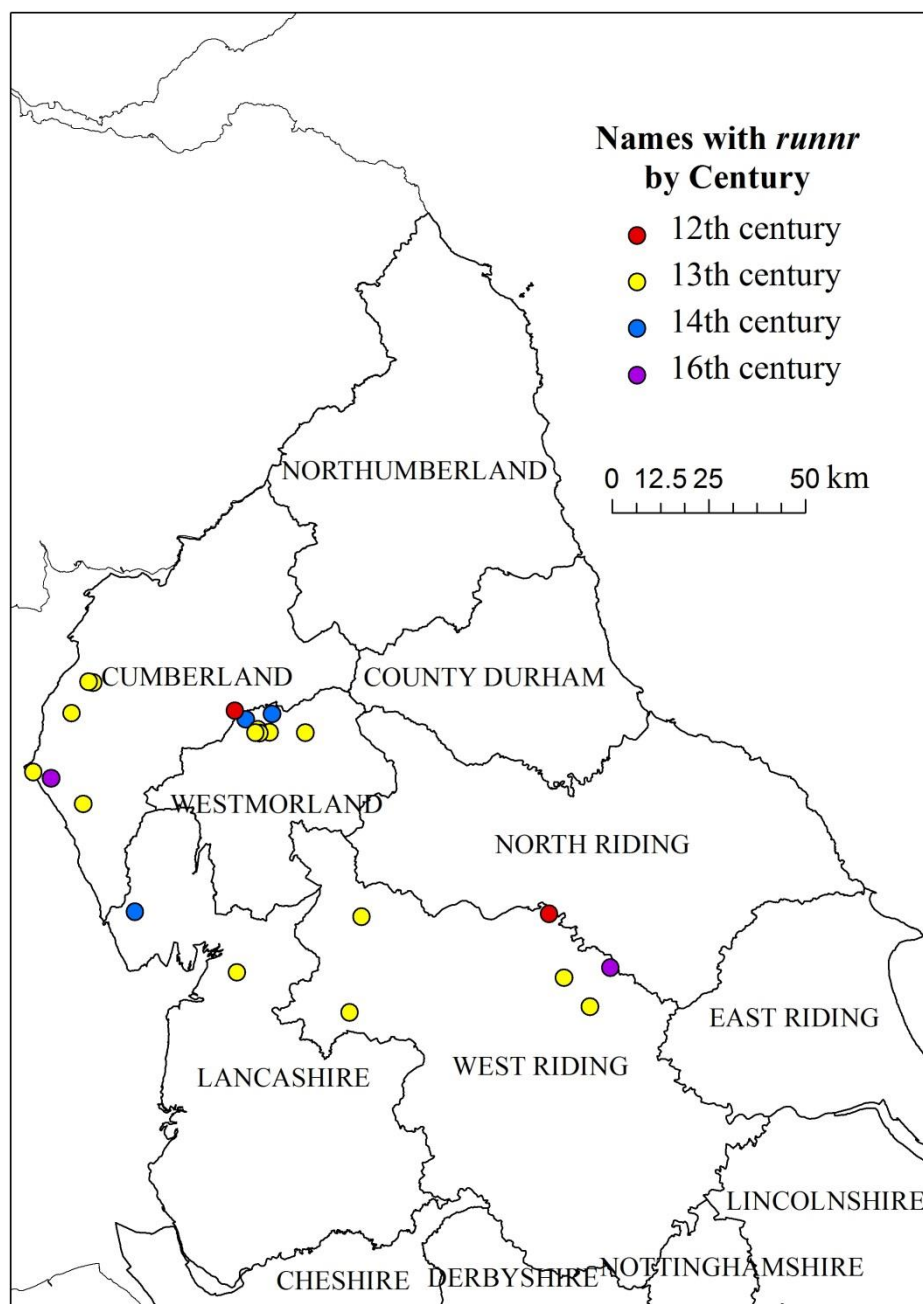 Names with runnr
by Century
12th century
13th century
14th century
16th century
NORTHUMBERLAND
0 12.5 25 50 km
CUMBERLAND
COUNTY DURHAM
WESTMORLAND
NORTH RIDING
EAST RIDING
LANCASHIRE
WEST RIDING
LINCOLNSHIRE
CHESHIRE
DERBYSHIRE
NOTTINGHAMSHIRE